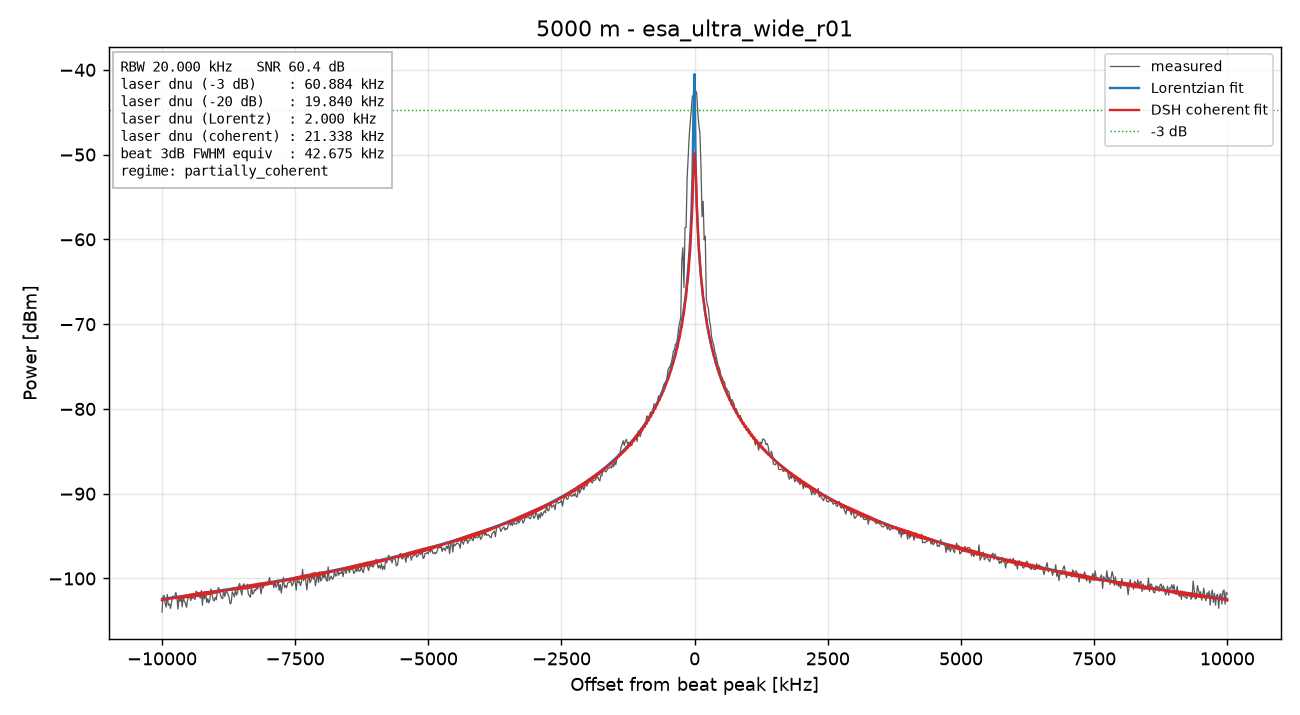 5000 m - esa_ultra_wide_r01
RBW 20.000 kHz   SNR 60.4 dB
laser dnu (-3 dB)    : 60.884 kHz
laser dnu (-20 dB)   : 19.840 kHz
laser dnu (Lorentz)  : 2.000 kHz
laser dnu (coherent) : 21.338 kHz
beat 3dB FWHM equiv  : 42.675 kHz
regime: partially_coherent
measured
Lorentzian fit
DSH coherent fit
-3 dB
Power [dBm]
−40
−50
−60
−70
−80
−90
−100
−10000
−7500
−5000
−2500
0
2500
5000
7500
10000
Offset from beat peak [kHz]